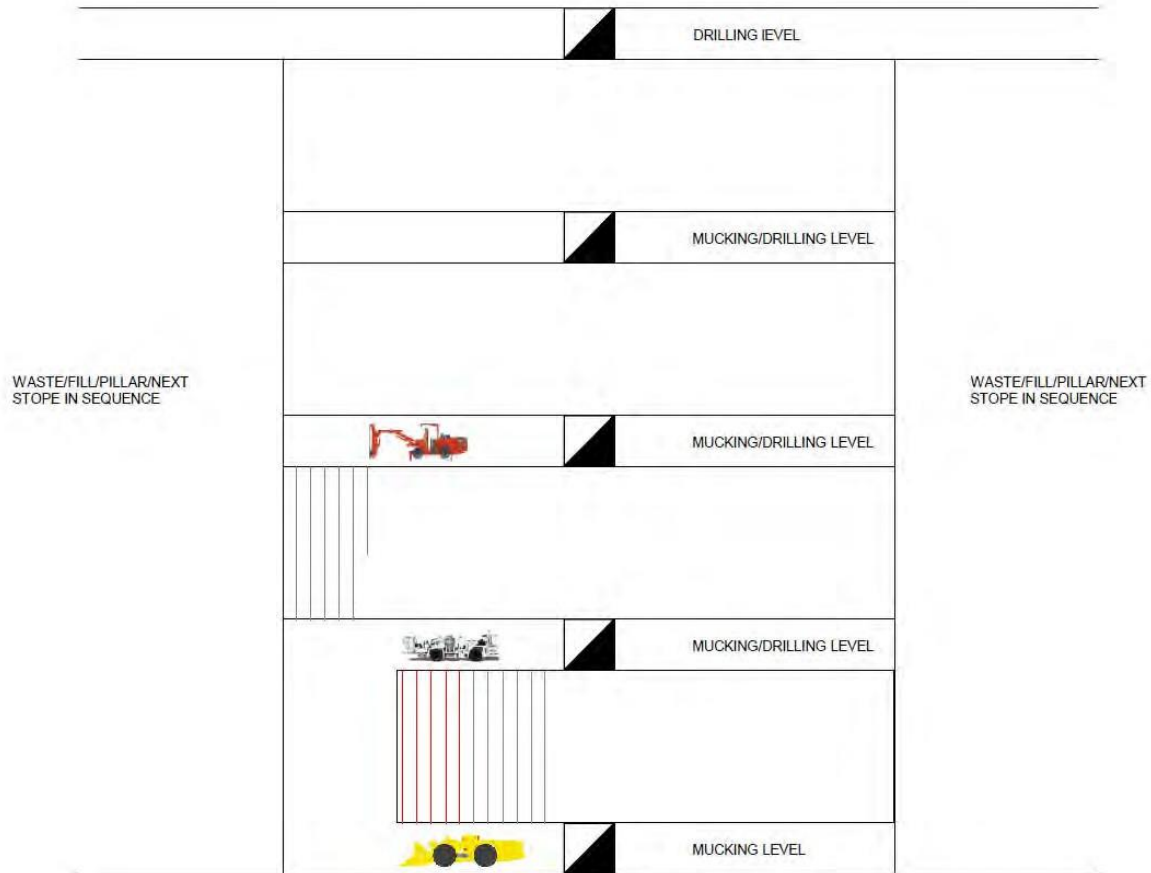 DRILLING lEVEL
MUCKING/DRILLING LEVEL
WASTE/FILL/PILLAR/NEXT
STOPE IN SEQUENCE
WASTE/FILL/PILLAR/NEXT
STOPE IN SEQUENCE
MUCKING/DRILLING LEVEL
MUCKING/DRILLING LEVEL
MUCKING LEVEL